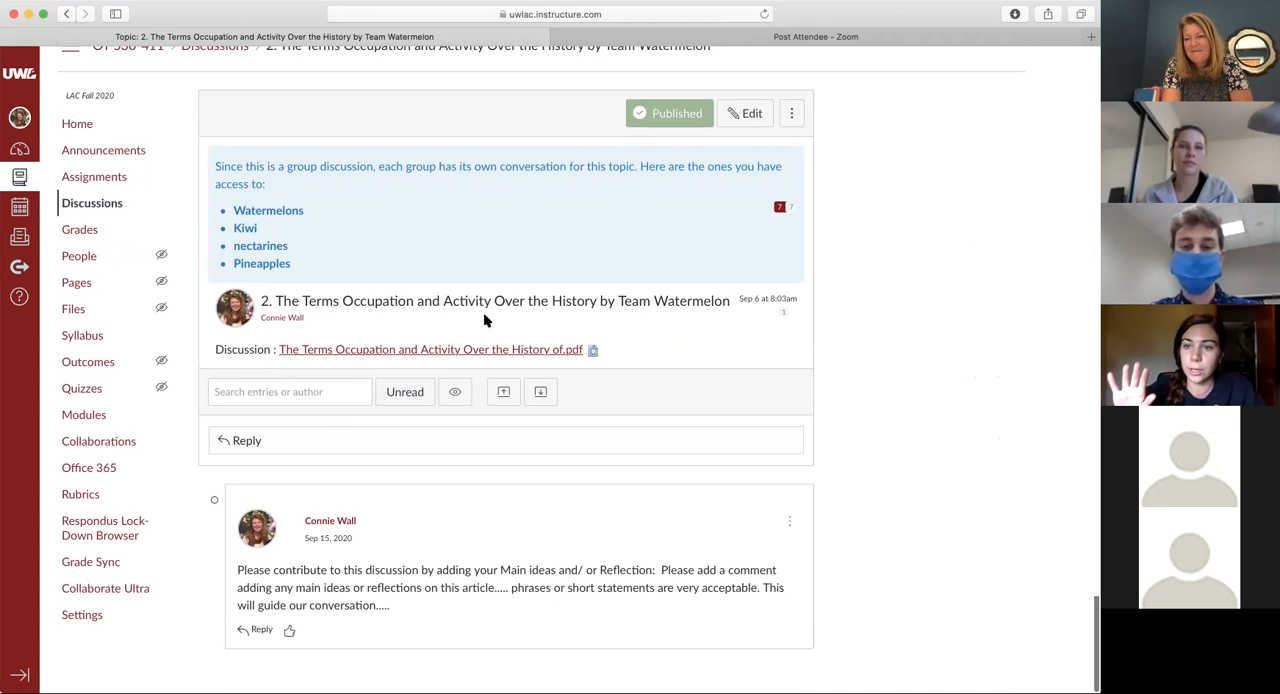 uwlac.instructure.com
Topic: 2. The Terms Occupation and Activity Over the History by Team Watermelon
Post Attendee - Zoom
Discussions
2. The Terms Occupation and Activity Over the History by Team Watermelon
UWL
LAC Fall 2020
Home
Announcements
Assignments
Discussions
Grades
People
Pages
Files
Syllabus
Outcomes
Quizzes
Modules
Collaborations
Office 365
Rubrics
Respondus Lock-
Down Browser
Grade Sync
Collaborate Ultra
Settings
Published
Edit
Since this is a group discussion, each group has its own conversation for this topic. Here are the ones you have
access to:
Watermelons
7 7
Kiwi
nectarines
Pineapples
2. The Terms Occupation and Activity Over the History by Team Watermelon
Sep 6 at 8:03am
Connie Wall
1
Discussion : The Terms Occupation and Activity Over the History of.pdf
Search entries or author
Unread
Reply
Connie Wall
Sep 15, 2020
Please contribute to this discussion by adding your Main ideas and/ or Reflection: Please add a comment
adding any main ideas or reflections on this article..... phrases or short statements are very acceptable. This
will guide our conversation.....
Reply